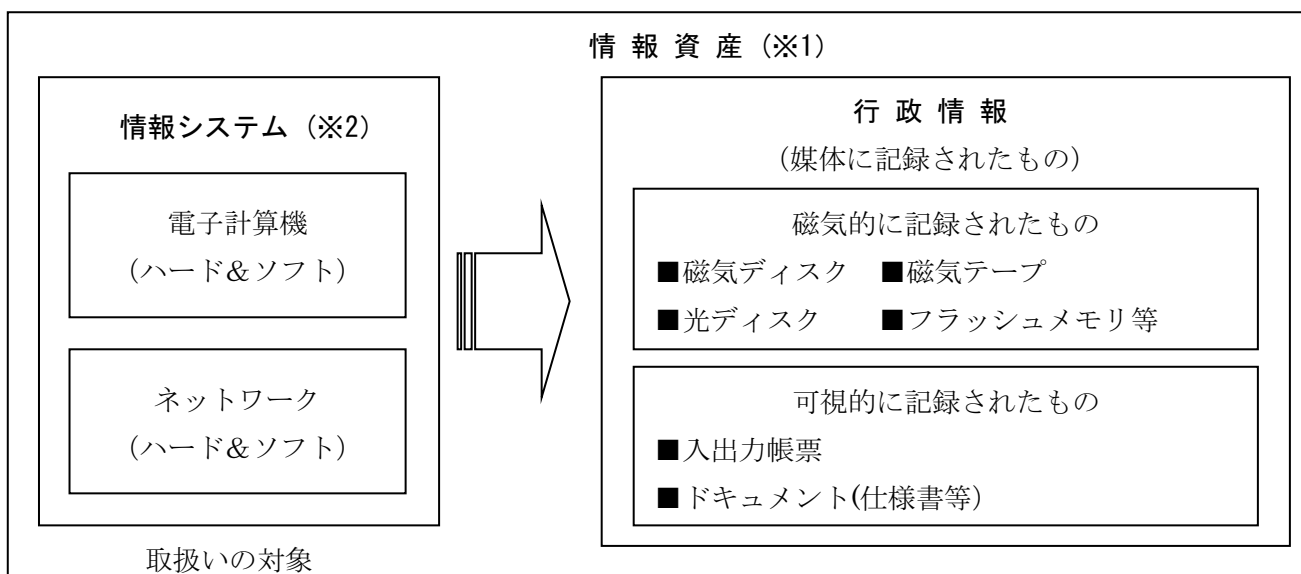 情 報 資 産 (※1)
情報システム (※2)
電子計算機
(ハード&ソフト)
ネットワーク
(ハード&ソフト)
取扱いの対象
行 政 情 報
(媒体に記録されたもの)
磁気的に記録されたもの
■磁気ディスク ■磁気テープ
■光ディスク ■フラッシュメモリ等
可視的に記録されたもの
■入出力帳票
■ドキュメント(仕様書等)